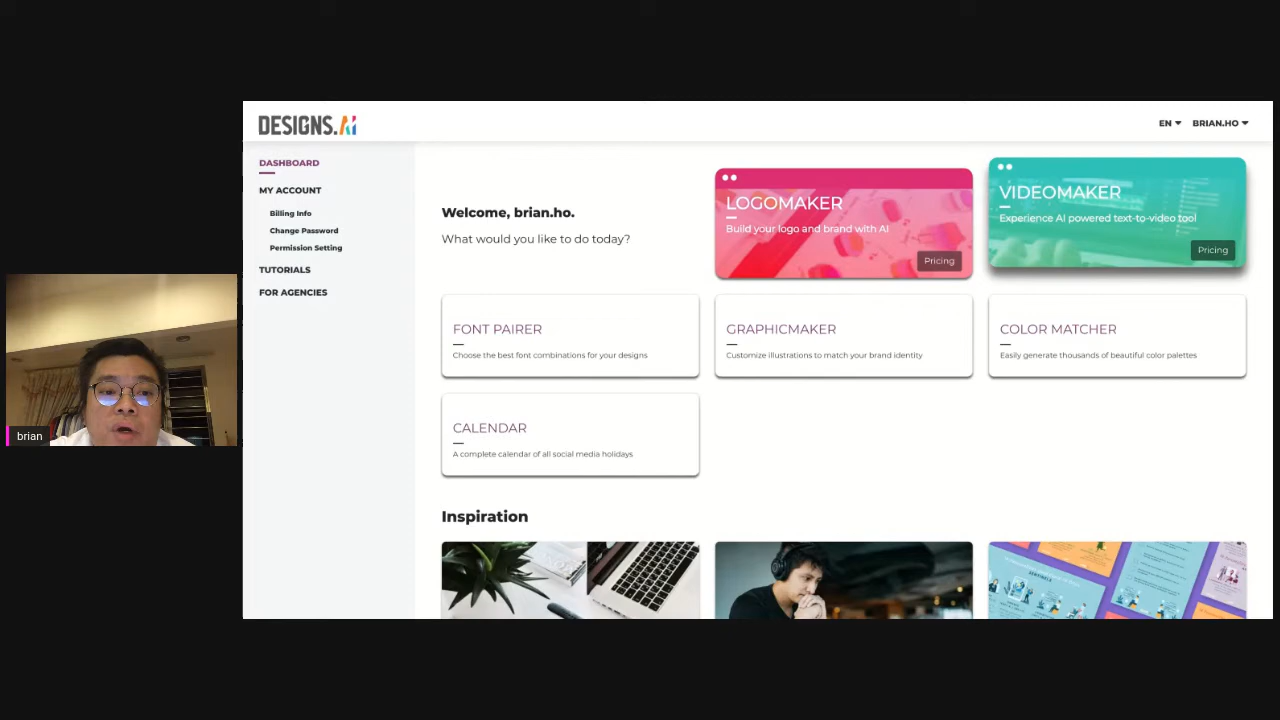 DESIGNS.AI
EN
BRIAN.HO
DASHBOARD
MY ACCOUNT
Billing Info
Change Password
Permission Setting
TUTORIALS
FOR AGENCIES
Welcome, brian.ho.
What would you like to do today?
LOGOMAKER
Build your logo and brand with AI
Pricing
VIDEOMAKER
Experience AI powered text-to-video tool
Pricing
FONT PAIRER
Choose the best font combinations for your designs
GRAPHICMAKER
Customize illustrations to match your brand identity
COLOR MATCHER
Easily generate thousands of beautiful color palettes
CALENDAR
A complete calendar of all social media holidays
Inspiration
brian